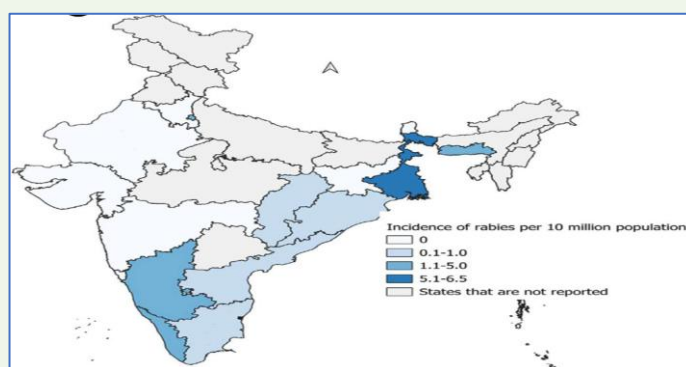 Incidence of rabies per 10 million population
0
0.1-1.0
1.1-5.0
5.1-6.5
States that are not reported